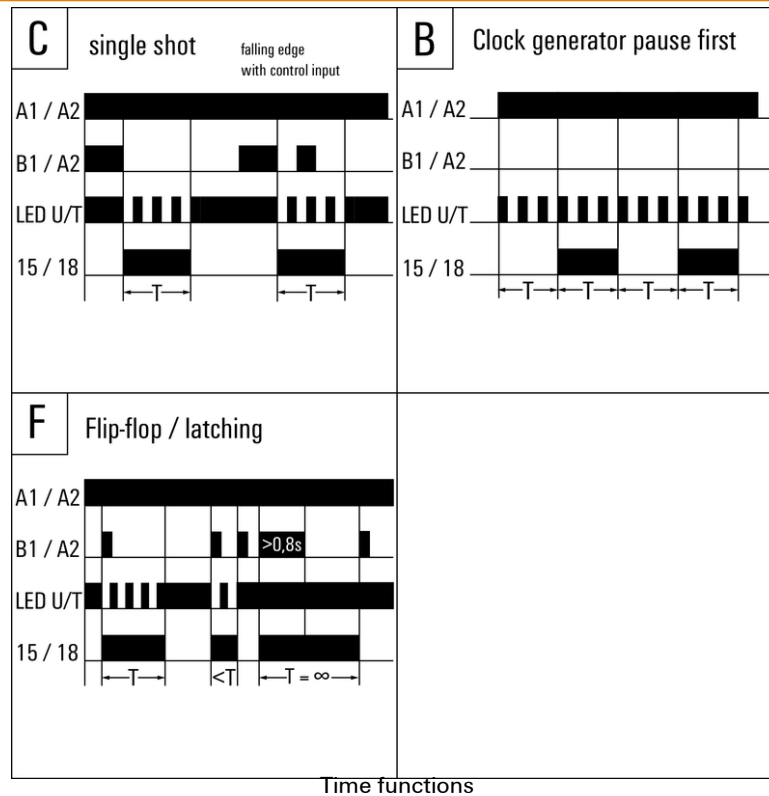 C
single shot
falling edge
with control input
A1 / A2
B1 / A2
LED U/T
15 / 18
T
T
B
Clock generator pause first
A1 / A2
B1 / A2
LED U/T
15 / 18
T
T
T
T
F
Flip-flop / latching
A1 / A2
B1 / A2
>0,8s
LED U/T
15 / 18
T
<T
T = ∞
Time functions